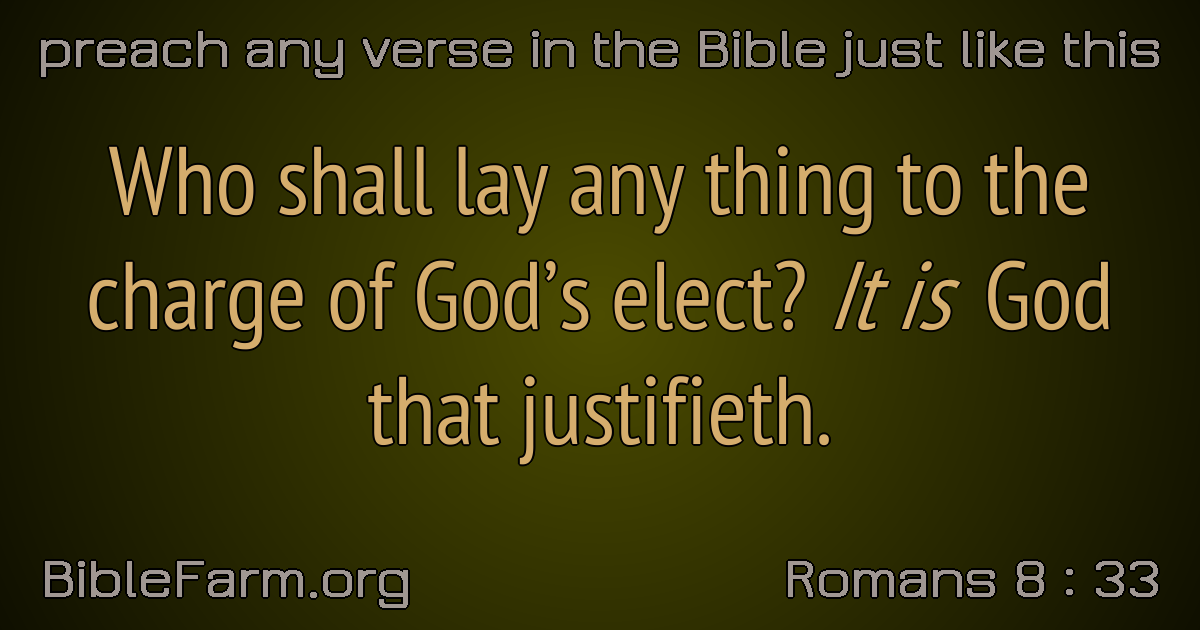 preach any verse in the Bible just like this
Who shall lay any thing to the
charge of God’s elect? It is God
that justifieth.
BibleFarm.org
Romans 8 : 33